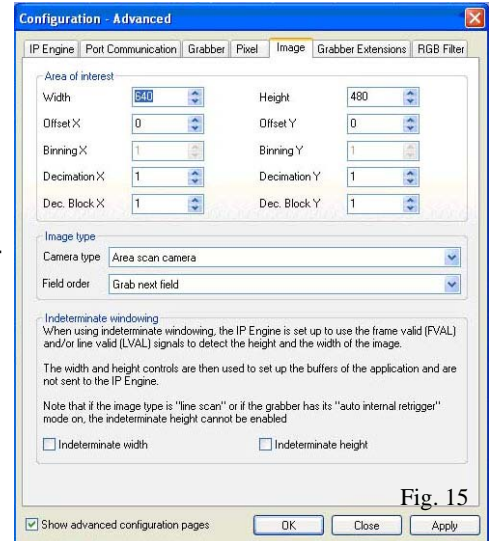 Configuration - Advanced
IP Engine Port Communication Grabber Pixel Image Grabber Extensions RGB Filter
Area of interest
Width 640 Height 480
Offset X 0 Offset Y 0
Binning X 1 Binning Y 1
Decimation X 1 Decimation Y 1
Dec. Block X 1 Dec. Block Y 1
Image type
Camera type Area scan camera
Field order Grab next field
Indeterminate windowing
When using indeterminate windowing, the IP Engine is set up to use the frame valid (FVAL)
and/or line valid (LVAL) signals to detect the height and the width of the image.
The width and height controls are then used to set up the buffers of the application and are
not sent to the IP Engine.
Note that if the image type is "line scan" or if the grabber has its "auto internal retrigger"
mode on, the indeterminate height cannot be enabled
Indeterminate width Indeterminate height
Fig. 15
Show advanced configuration pages OK Close Apply